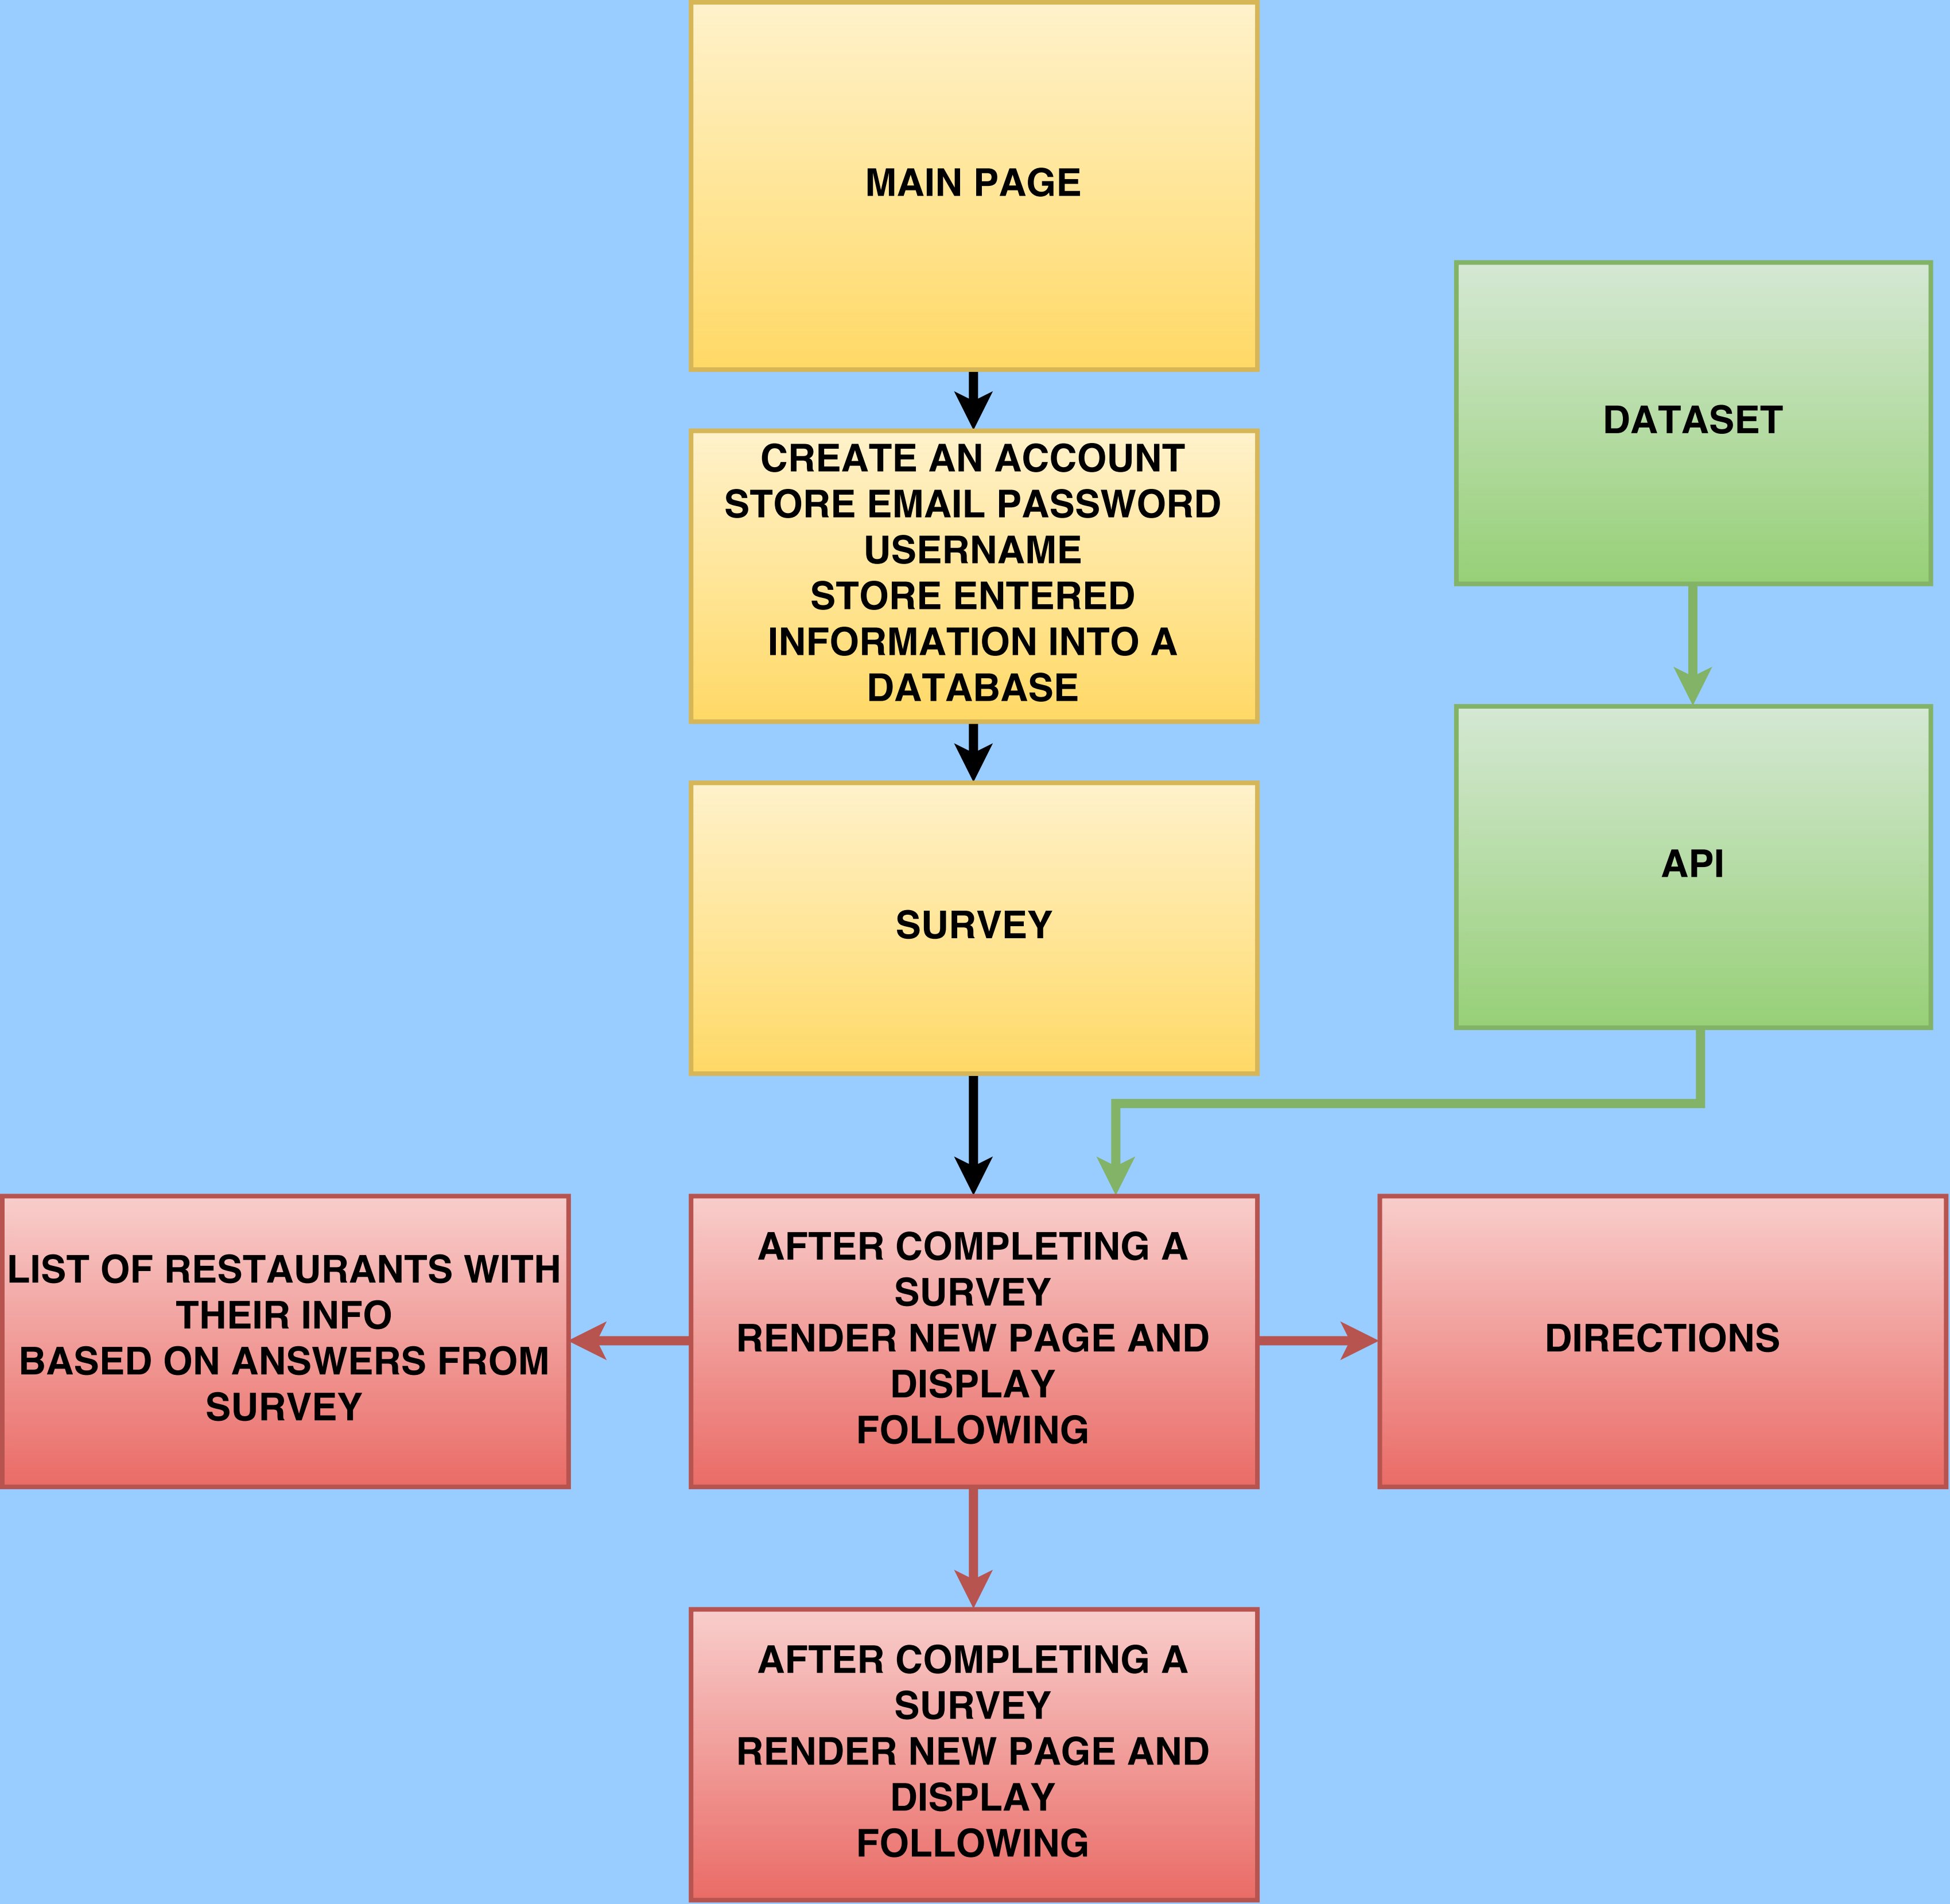 MAIN PAGE
DATASET
CREATE AN ACCOUNT
STORE EMAIL PASSWORD
USERNAME
STORE ENTERED
INFORMATION INTO A
DATABASE
API
SURVEY
LIST OF RESTAURANTS WITH
THEIR INFO
BASED ON ANSWERS FROM
SURVEY
AFTER COMPLETING A
SURVEY
RENDER NEW PAGE AND
DISPLAY
FOLLOWING
DIRECTIONS
AFTER COMPLETING A
SURVEY
RENDER NEW PAGE AND
DISPLAY
FOLLOWING